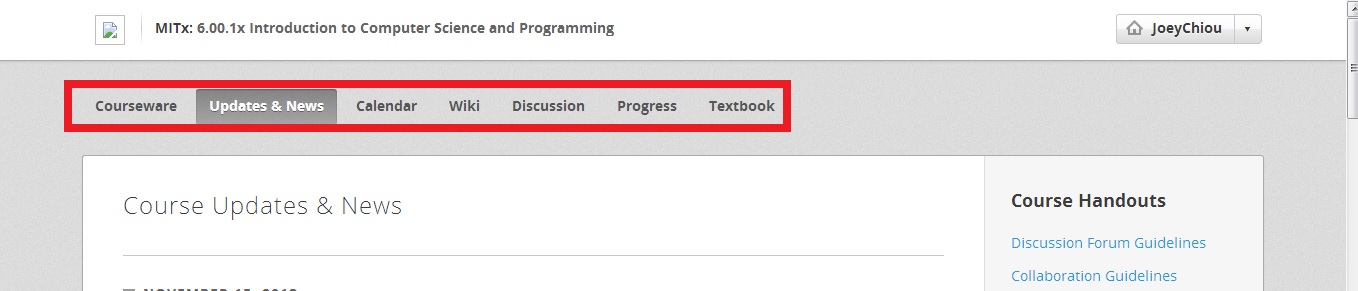 MITx: 6.00.1x Introduction to Computer Science and Programming
JoeyChiou
Courseware Updates & News Calendar Wiki Discussion Progress Textbook
Course Updates & News
Course Handouts
Discussion Forum Guidelines
Collaboration Guidelines